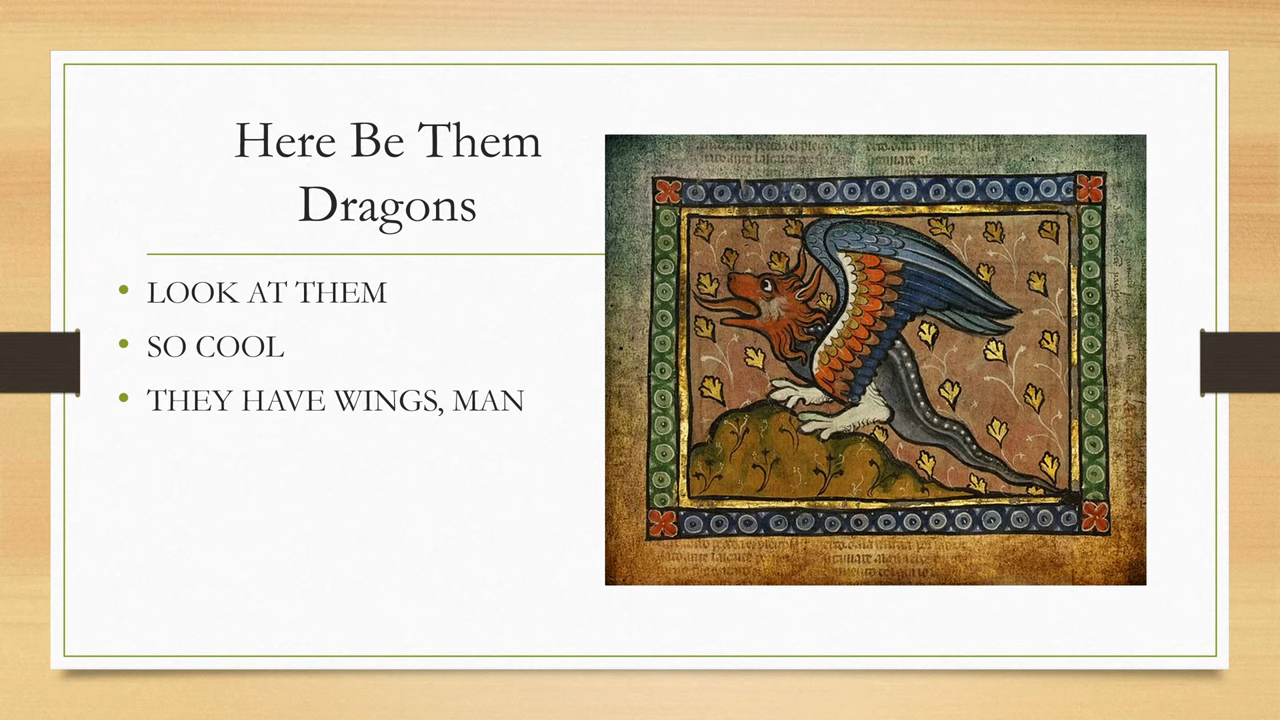 Here Be Them
Dragons
LOOK AT THEM
SO COOL
THEY HAVE WINGS, MAN